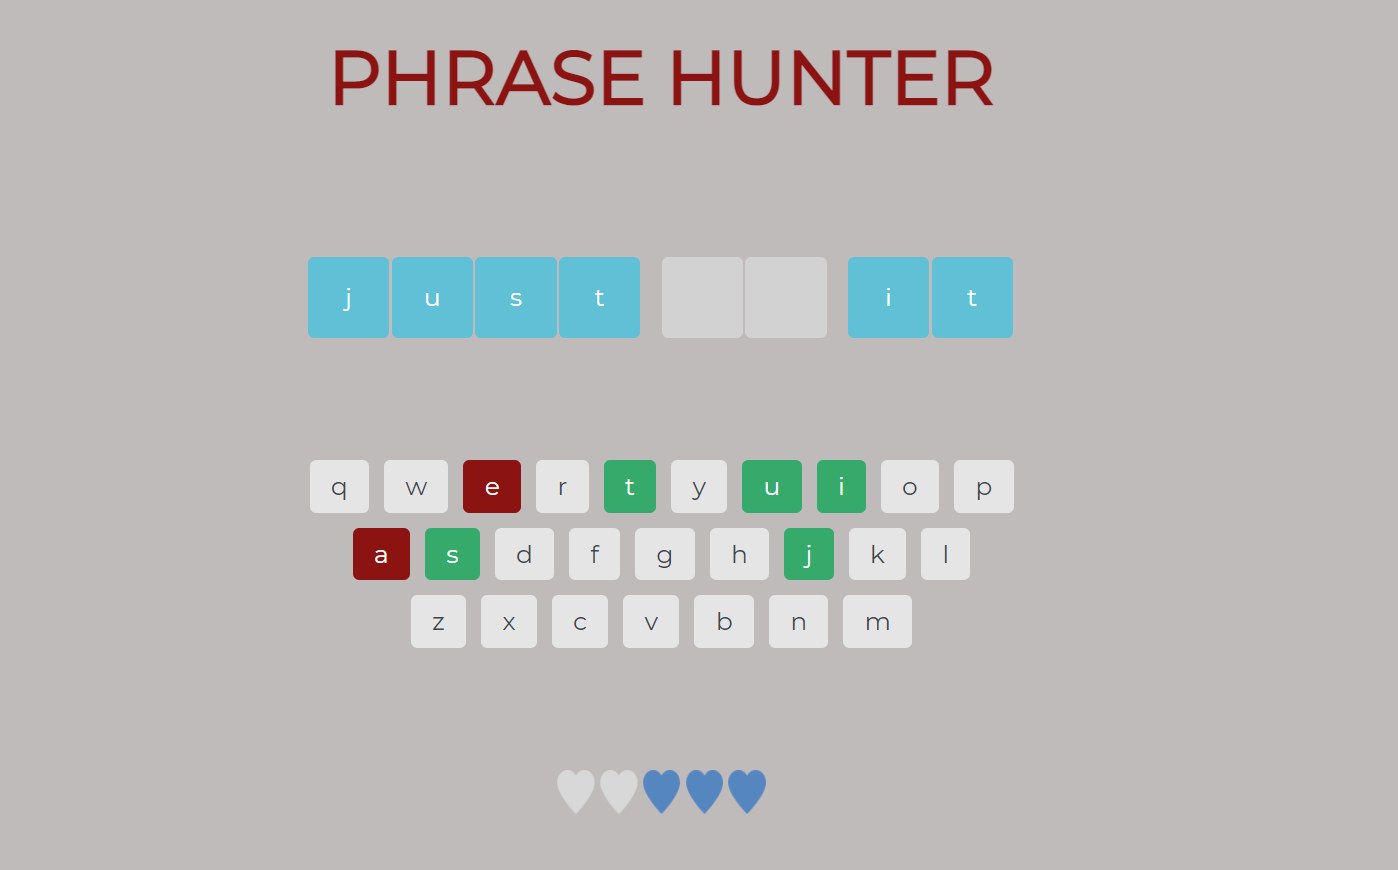 PHRASE HUNTER
j u s t i t
q w e r t y u i o p
a s d f g h j k l
z x c v b n m